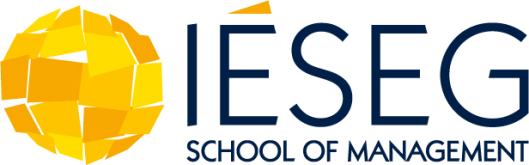 IÉSEG
SCHOOL OF MANAGEMENT